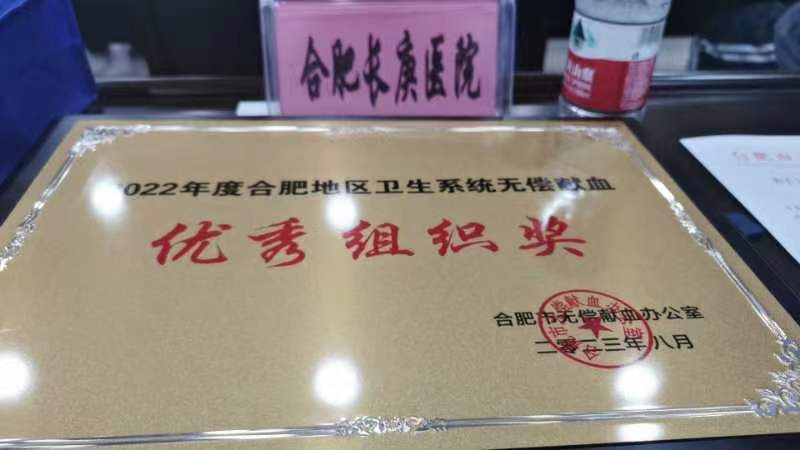 合肥长庚医院
2022年度合肥地区卫生系统无偿献血
优秀组织奖
合肥市无偿献血办公室
二零二三年八月